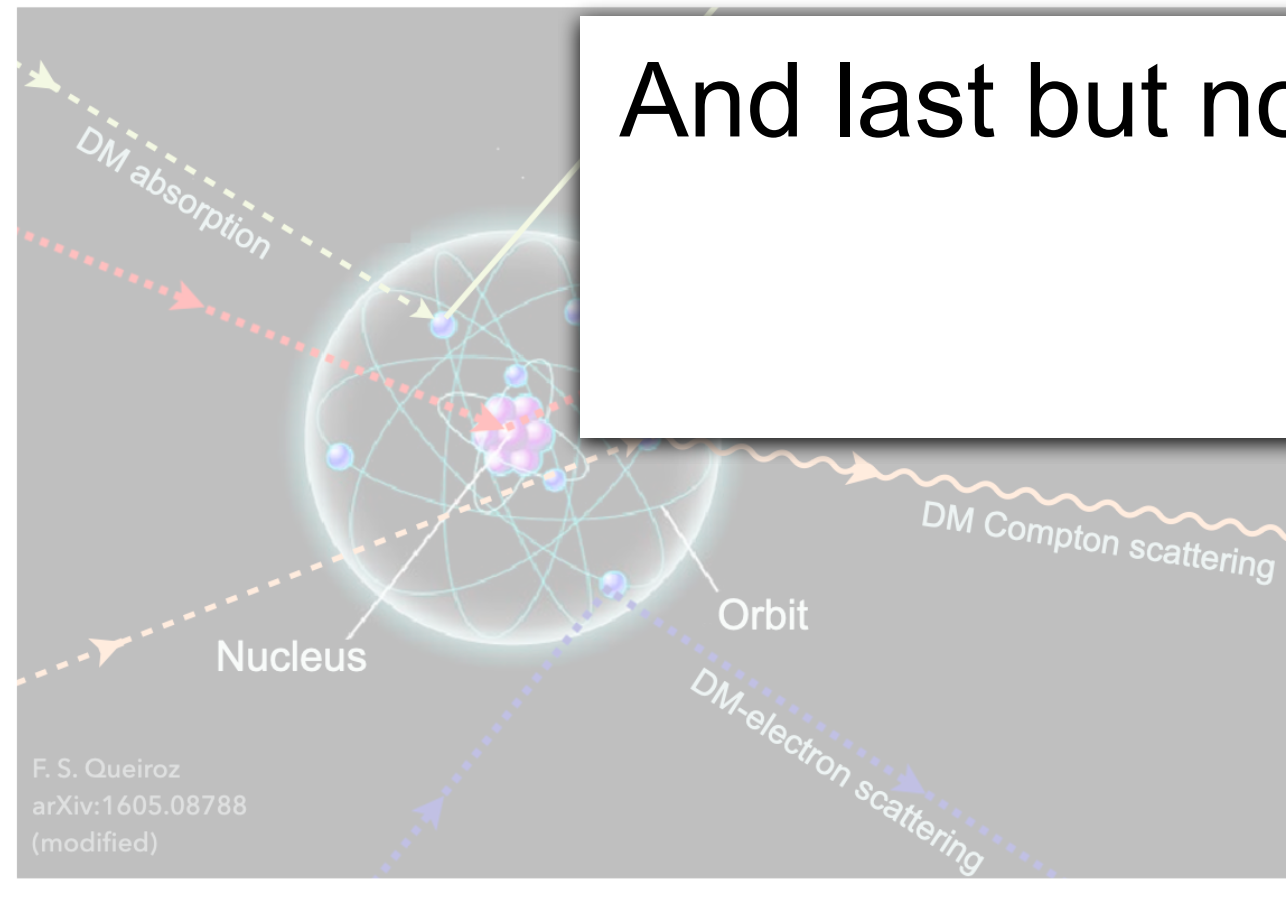 And last but no
DM absorption
DM Compton scattering
Orbit
Nucleus
DM-electron scattering
F. S. Queiroz
arXiv:1605.08788
(modified)